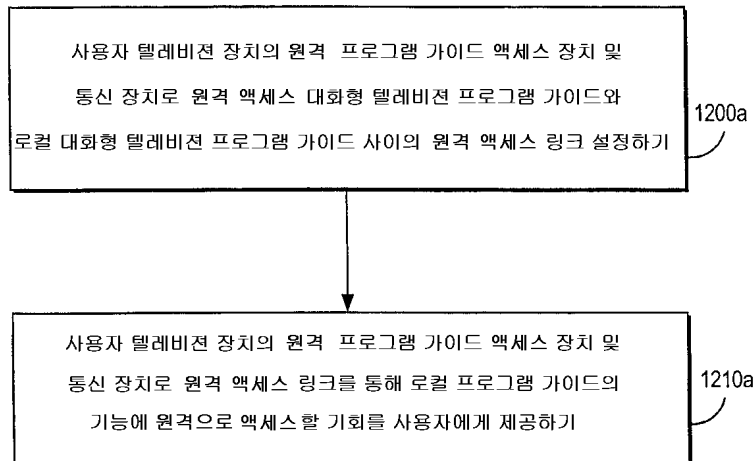 사용자 텔레비젼 장치의 원격 프로그램 가이드 액세스 장치 및
통신 장치로 원격 액세스 대화형 텔레비젼 프로그램 가이드와
로컬 대화형 텔레비젼 프로그램 가이드 사이의 원격 액세스 링크 설정하기
1200a
사용자 텔레비젼 장치의 원격 프로그램 가이드 액세스 장치 및
통신 장치로 원격 액세스 링크를 통해 로컬 프로그램 가이드의
기능에 원격으로 액세스할 기회를 사용자에게 제공하기
1210a